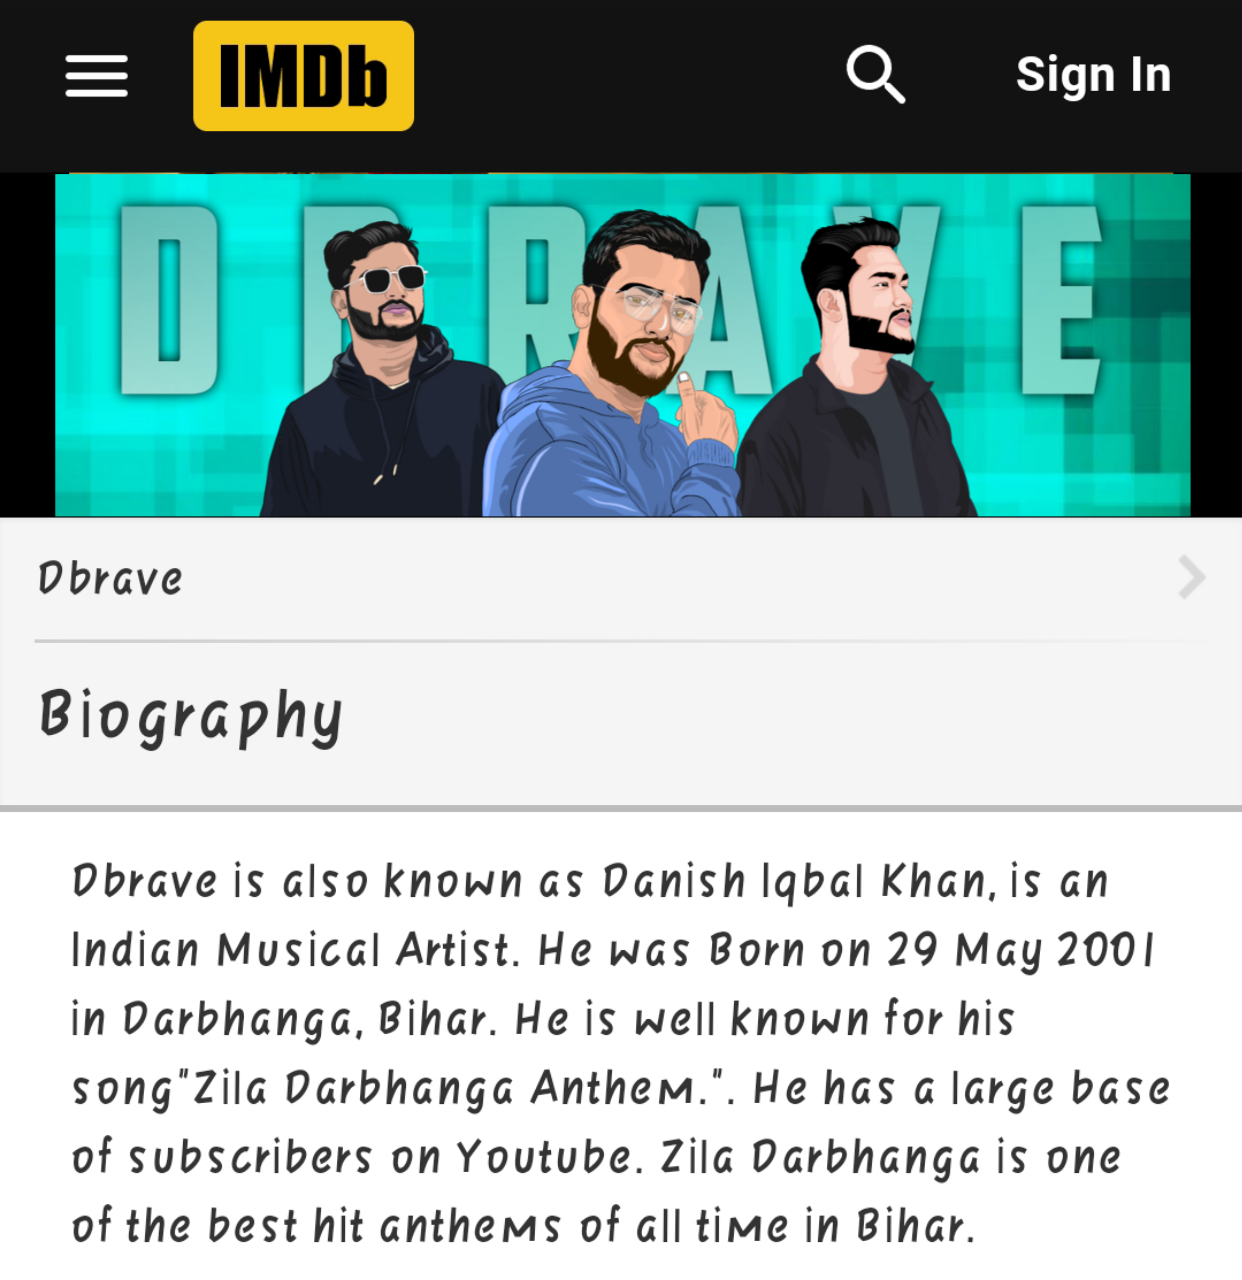 IMDb
Sign In
DBRAVE
Dbrave
Biography
Dbrave is also known as Danish Iqbal Khan, is an
Indian Musical Artist. He was Born on 29 May 2001
in Darbhanga, Bihar. He is well known for his
song"Zila Darbhanga Anthem.". He has a large base
of subscribers on Youtube. Zila Darbhanga is one
of the best hit anthems of all time in Bihar.